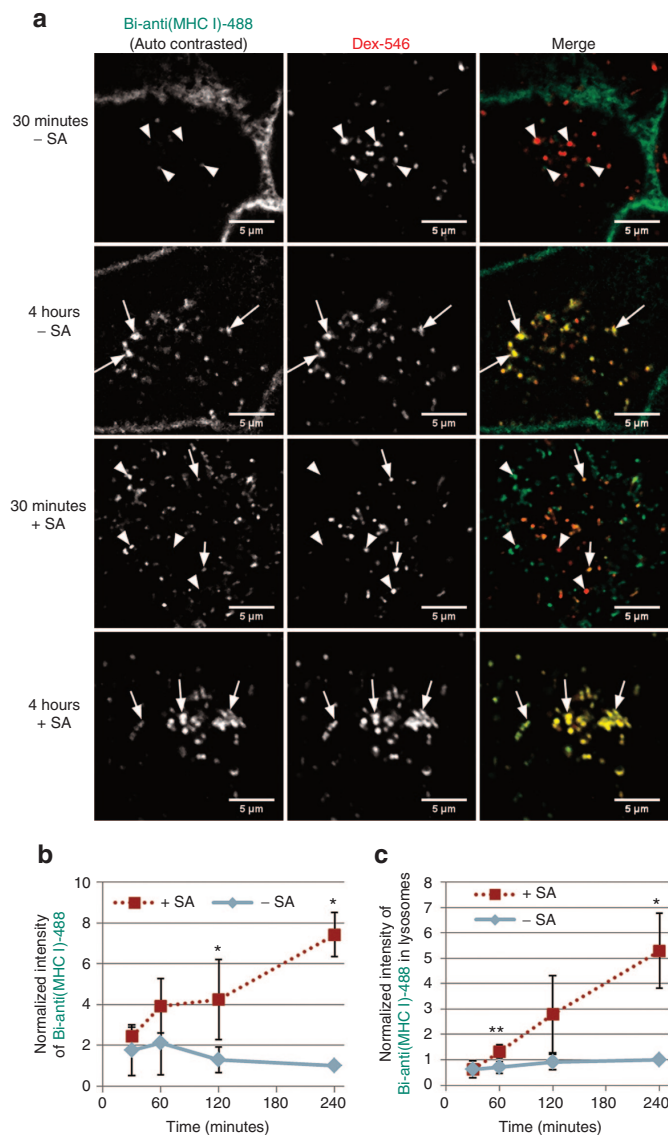 a
Bi-anti(MHC I)-488
(Auto contrasted)
Dex-546
Merge
30 minutes
– SA
5 µm
5 µm
5 µm
4 hours
– SA
5 µm
5 µm
5 µm
30 minutes
+ SA
5 µm
5 µm
5 µm
4 hours
+ SA
5 µm
5 µm
5 µm
b
Normalized intensity
of Bi-anti(MHC I)-488
10
8
6
4
2
0
+ SA
– SA
*
*
0
60
120
180
240
Time (minutes)
c
Normalized intensity of
Bi-anti(MHC I)-488 in lysosomes
8
7
6
5
4
3
2
1
0
+ SA
– SA
**
*
0
60
120
180
240
Time (minutes)